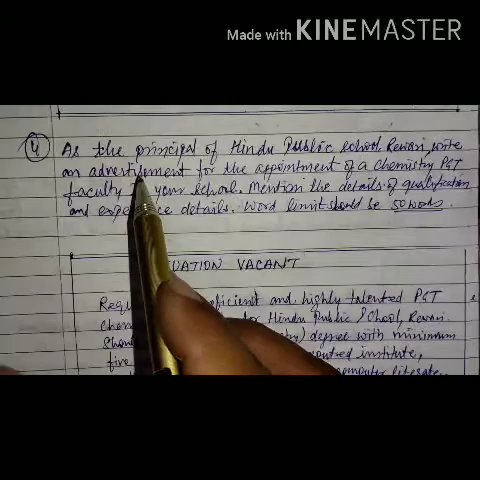 Made with KINEMASTER
4 As the principal of Hindu Public school, Rewari, write
an advertisement for the appointment of a Chemistry PGT
faculty your school. Mention the details of qualification
and details. Word limit should be 50 words.
VACANT
and highly talented PGT
for Hindu Public School, Rewari.
degree with minimum
five institute,
computer literate,